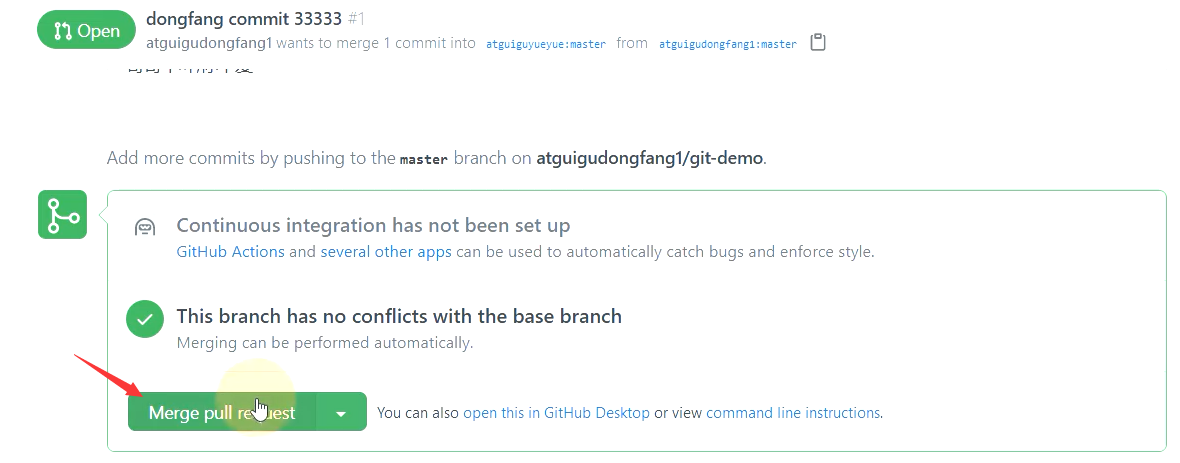 Open
dongfang commit 33333 #1
atguigudongfang1 wants to merge 1 commit into atguiguyueyue:master from atguigudongfang1:master
Add more commits by pushing to the master branch on atguigudongfang1/git-demo.
Continuous integration has not been set up
GitHub Actions and several other apps can be used to automatically catch bugs and enforce style.
This branch has no conflicts with the base branch
Merging can be performed automatically.
Merge pull request
You can also open this in GitHub Desktop or view command line instructions.